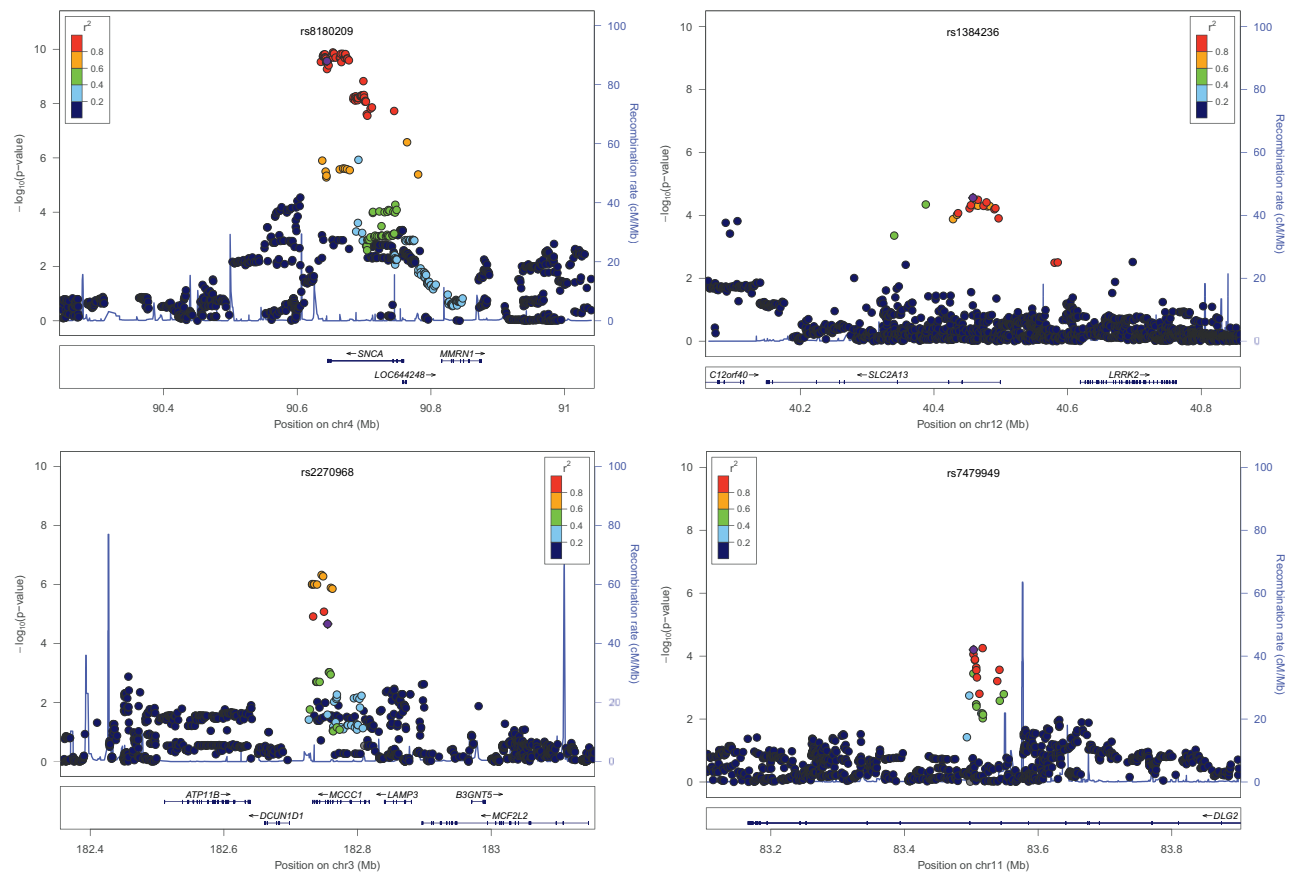 rs8180209
r2
0.8
0.6
0.4
0.2
10
8
6
4
2
0
−log10(p−value)
100
80
60
40
20
0
Recombination rate (cM/Mb)
←SNCA
MMRN1→
LOC644248→
90.4 90.6 90.8 91
Position on chr4 (Mb)
rs1384236
r2
0.8
0.6
0.4
0.2
10
8
6
4
2
0
−log10(p−value)
100
80
60
40
20
0
Recombination rate (cM/Mb)
C12orf40→ ←SLC2A13 LRRK2→
40.2 40.4 40.6 40.8
Position on chr12 (Mb)
rs2270968
r2
0.8
0.6
0.4
0.2
10
8
6
4
2
0
−log10(p−value)
100
80
60
40
20
0
Recombination rate (cM/Mb)
ATP11B→ ←MCCC1 ←LAMP3 B3GNT5→
←DCUN1D1 ←MCF2L2
182.4 182.6 182.8 183
Position on chr3 (Mb)
rs7479949
r2
0.8
0.6
0.4
0.2
10
8
6
4
2
0
−log10(p−value)
100
80
60
40
20
0
Recombination rate (cM/Mb)
←DLG2
83.2 83.4 83.6 83.8
Position on chr11 (Mb)